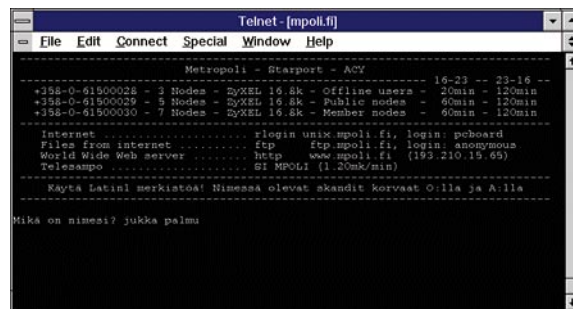 Telnet - [mpoli.fi]
File Edit Connect Special Window Help
Metropoli - Starport - ACY
16-23 -- 23-16 --
+358-0-61500028 - 3 Nodes - ZyXEL 16.8k - Offline users - 20min - 120min
+358-0-61500029 - 5 Nodes - ZyXEL 16.8k - Public nodes - 60min - 120min
+358-0-61500030 - 7 Nodes - ZyXEL 16.8k - Member nodes - 60min - 120min
Internet .................. rlogin unix.mpoli.fi, login: pcboard
Files from internet ....... ftp ftp.mpoli.fi, login: anonymous
World Wide Web server ..... http www.mpoli.fi (193.210.15.65)
Telesampo ................. SI MPOLI (1.20mk/min)
Käytä Latin1 merkistöä! Nimessä olevat skandit korvaat O:lla ja A:lla
Mikä on nimesi? jukka palmu